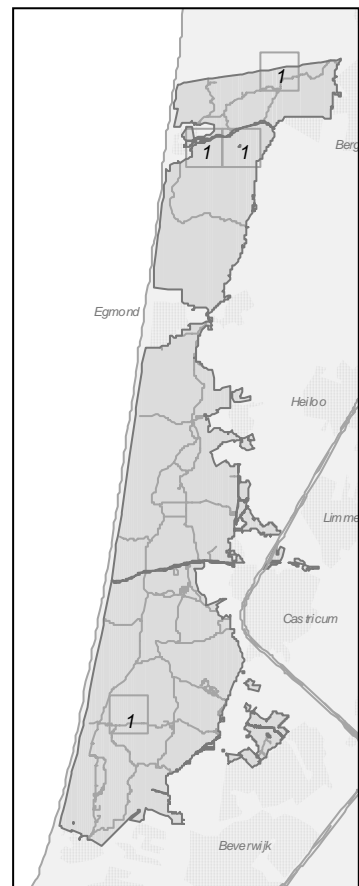 1
1 1
Berg
Egmond
Heiloo
Limme
Castricum
1
Beverwijk